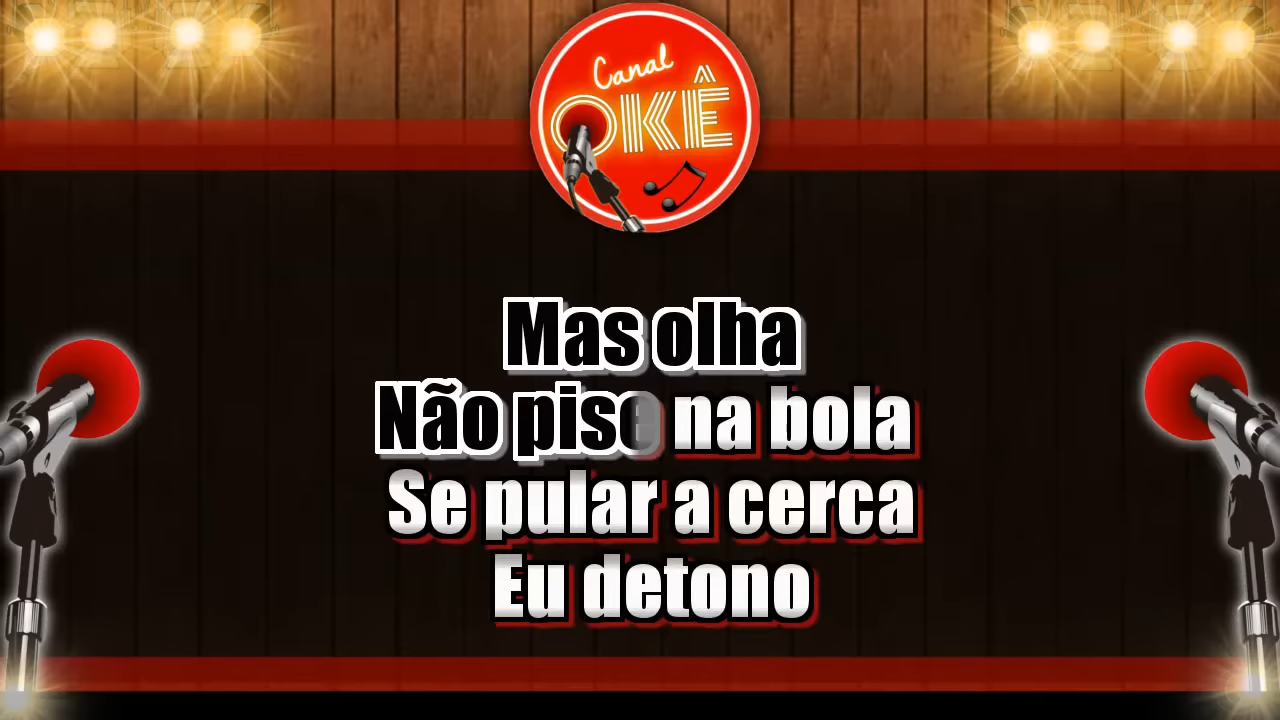 Canal
OKÊ
Mas olha
Não pise na bola
Se pular a cerca
Eu detono